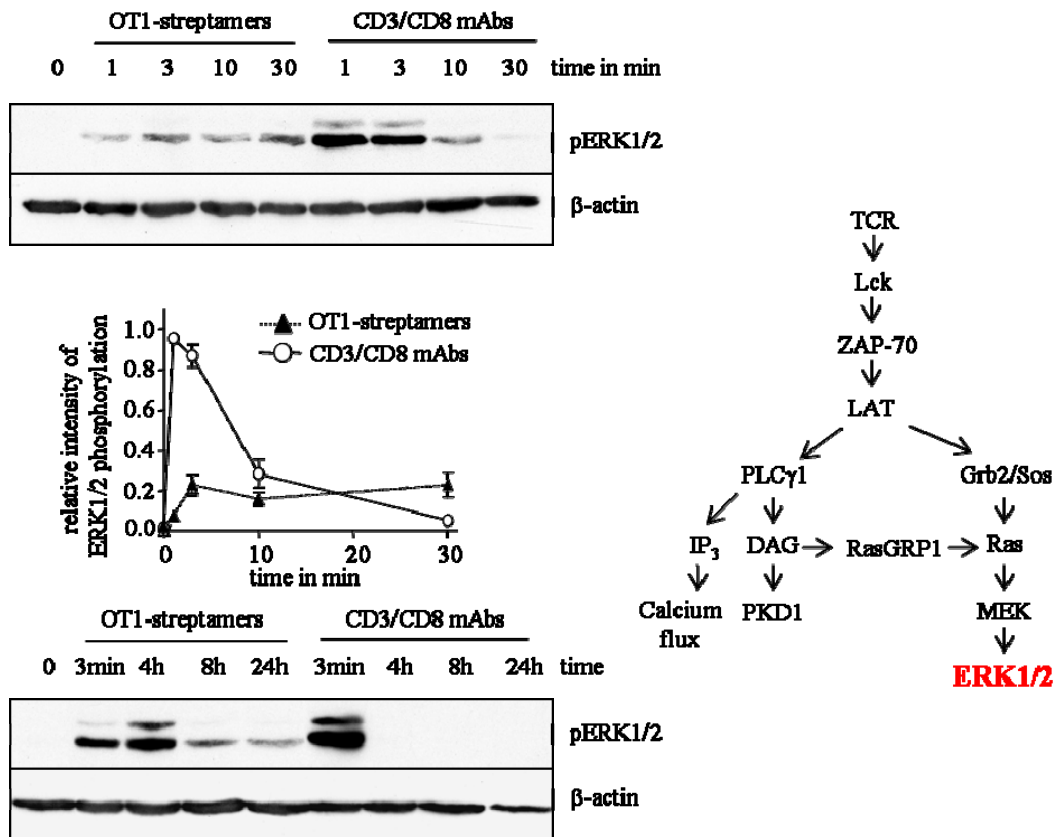 OT1-streptamers CD3/CD8 mAbs
0 1 3 10 30 1 3 10 30 time in min
pERK1/2
β-actin
relative intensity of
ERK1/2 phosphorylation
1.0
0.8
0.6
0.4
0.2
0.0
OT1-streptamers
CD3/CD8 mAbs
0 10 20 30
time in min
OT1-streptamers CD3/CD8 mAbs
0 3min 4h 8h 24h 3min 4h 8h 24h time
pERK1/2
β-actin
TCR
Lck
ZAP-70
LAT
PLCγ1 Grb2/Sos
IP3 DAG RasGRP1 Ras
Calcium
flux
PKD1 MEK
ERK1/2